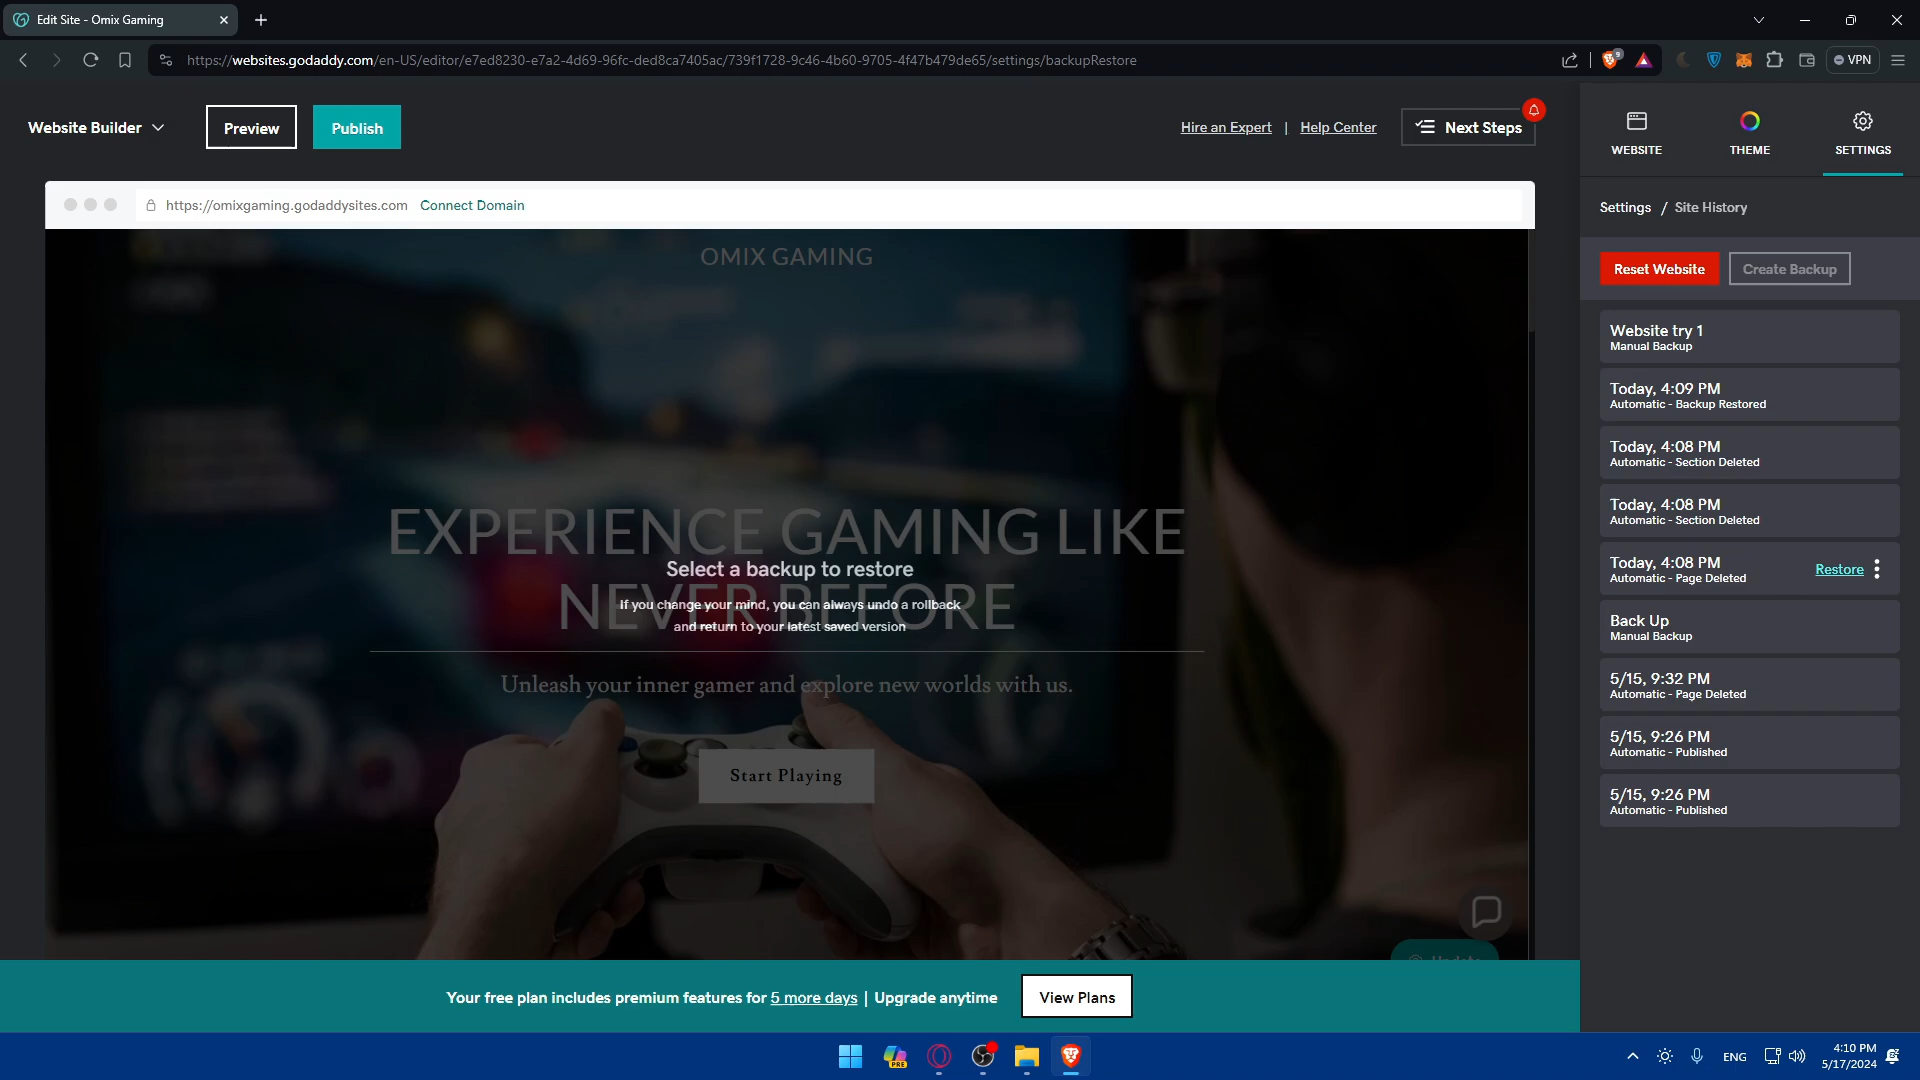 Edit Site - Omix Gaming
https://websites.godaddy.com/en-US/editor/e7ed8230-e7a2-4d69-96fc-ded8ca7405ac/739f1728-9c46-4b60-9705-4f47b479de65/settings/backupRestore
9
VPN
Website Builder
Preview
Publish
Hire an Expert | Help Center
Next Steps
WEBSITE
THEME
SETTINGS
https://omixgaming.godaddysites.com Connect Domain
Settings / Site History
Reset Website
Create Backup
OMIX GAMING
EXPERIENCE GAMING LIKE
NEVER BEFORE
Select a backup to restore
If you change your mind, you can always undo a rollback
and return to your latest saved version
Unleash your inner gamer and explore new worlds with us.
Start Playing
Update
Website try 1
Manual Backup
Today, 4:09 PM
Automatic - Backup Restored
Today, 4:08 PM
Automatic - Section Deleted
Today, 4:08 PM
Automatic - Section Deleted
Today, 4:08 PM
Automatic - Page Deleted
Restore
Back Up
Manual Backup
5/15, 9:32 PM
Automatic - Page Deleted
5/15, 9:26 PM
Automatic - Published
5/15, 9:26 PM
Automatic - Published
Your free plan includes premium features for 5 more days | Upgrade anytime
View Plans
PRE
ENG
4:10 PM
5/17/2024